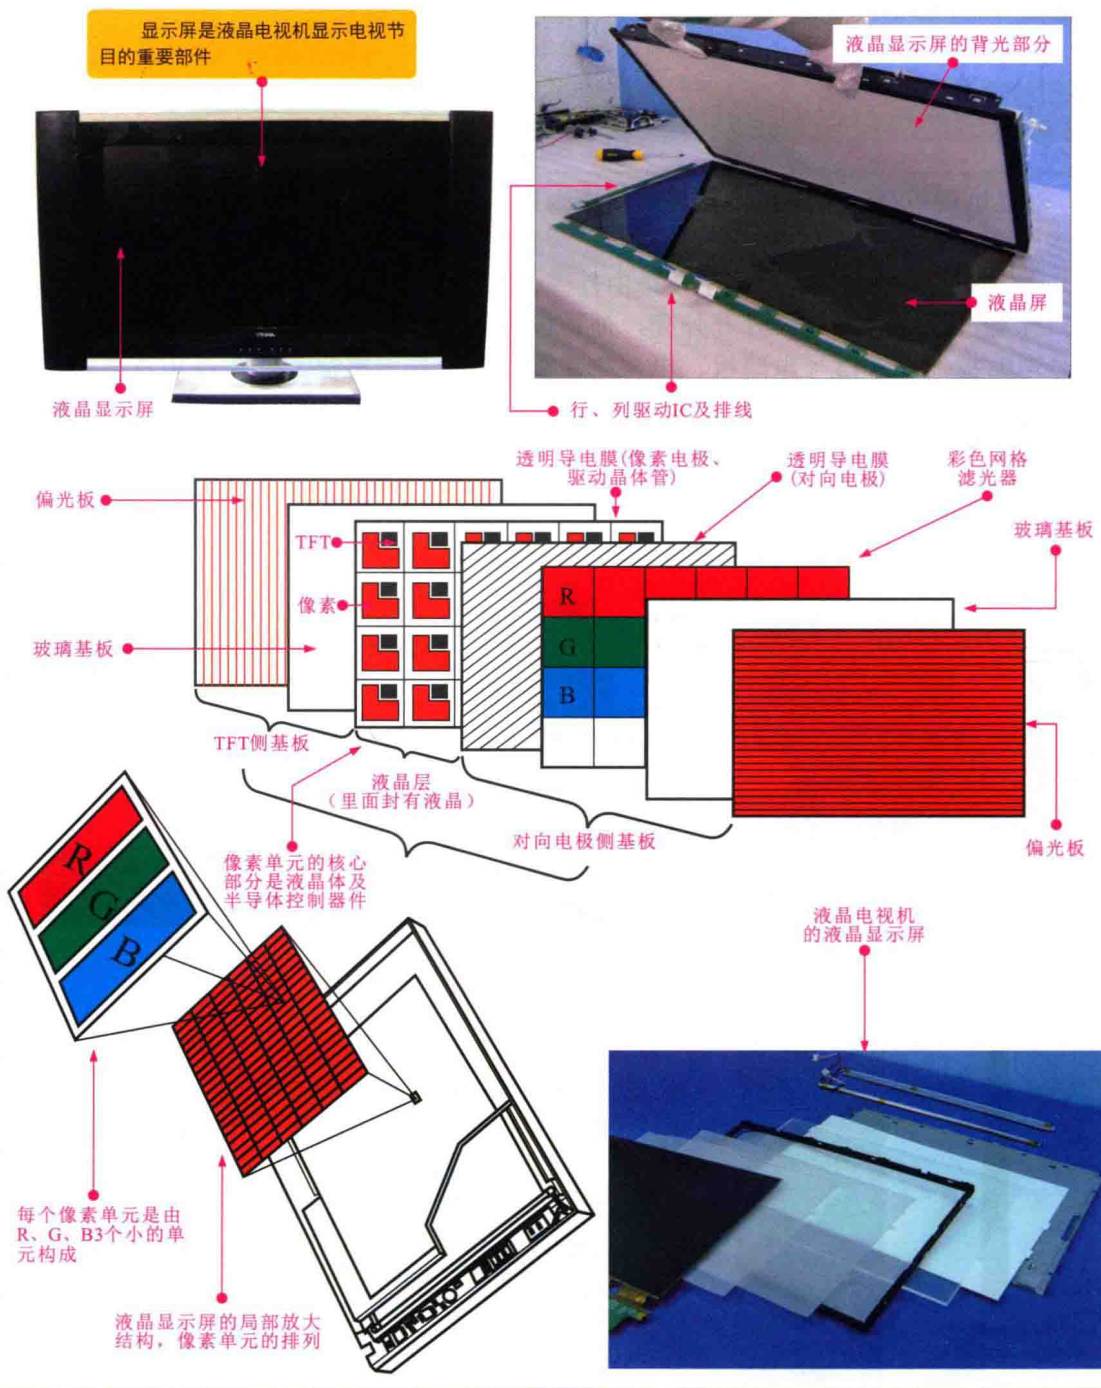 显示屏是液晶电视机显示电视节
目的重要部件
液晶显示屏的背光部分
液晶屏
液晶显示屏
行、列驱动IC及排线
偏光板
透明导电膜(像素电极、
驱动晶体管)
透明导电膜
(对向电极)
彩色网格
滤光器
玻璃基板
TFT
像素
玻璃基板
R
G
B
TFT侧基板
液晶层
（里面封有液晶）
对向电极侧基板
偏光板
像素单元的核心
部分是液晶体及
半导体控制器件
R
G
B
液晶电视机
的液晶显示屏
每个像素单元是由
R、G、B3个小的单
元构成
液晶显示屏的局部放大
结构，像素单元的排列